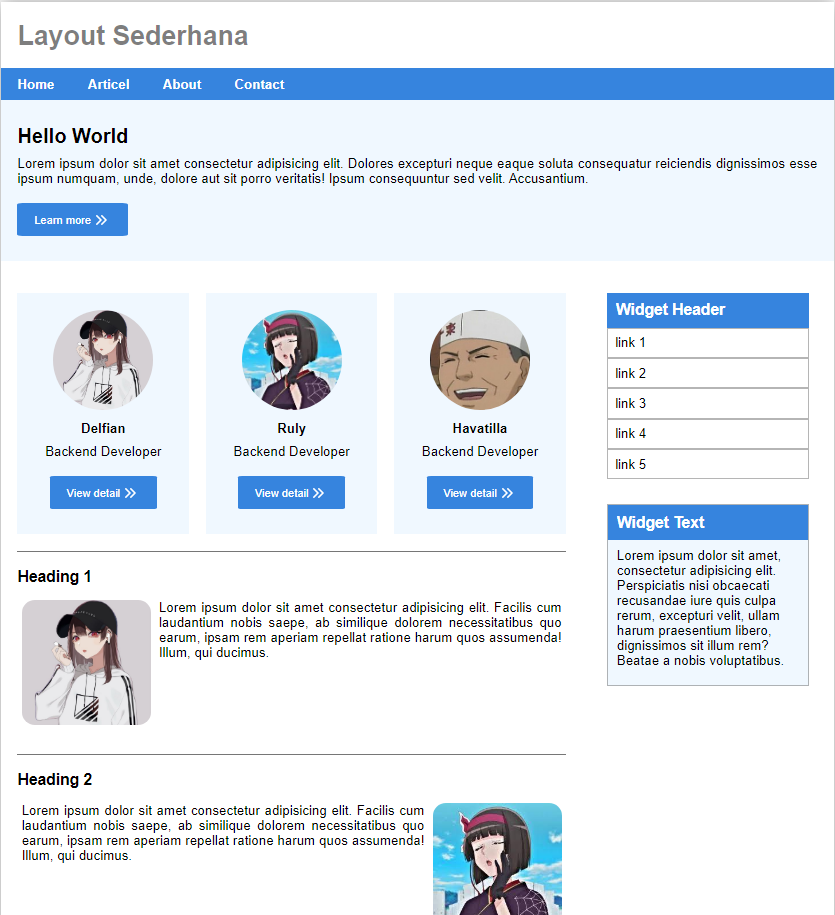 Layout Sederhana
Home Articel About Contact
Hello World
Lorem ipsum dolor sit amet consectetur adipisicing elit. Dolores excepturi neque eaque soluta consequatur reiciendis dignissimos esse
ipsum numquam, unde, dolore aut sit porro veritatis! Ipsum consequuntur sed velit. Accusantium.
Learn more
Delfian
Backend Developer
View detail
Ruly
Backend Developer
View detail
東
Havatilla
Backend Developer
View detail
Heading 1
Lorem ipsum dolor sit amet consectetur adipisicing elit. Facilis cum
laudantium nobis saepe, ab similique dolorem necessitatibus quo
earum, ipsam rem aperiam repellat ratione harum quos assumenda!
Illum, qui ducimus.
Heading 2
Lorem ipsum dolor sit amet consectetur adipisicing elit. Facilis cum
laudantium nobis saepe, ab similique dolorem necessitatibus quo
earum, ipsam rem aperiam repellat ratione harum quos assumenda!
Illum, qui ducimus.
Widget Header
link 1
link 2
link 3
link 4
link 5
Widget Text
Lorem ipsum dolor sit amet,
consectetur adipisicing elit.
Perspiciatis nisi obcaecati
recusandae iure quis culpa
rerum, excepturi velit, ullam
harum praesentium libero,
dignissimos sit illum rem?
Beatae a nobis voluptatibus.